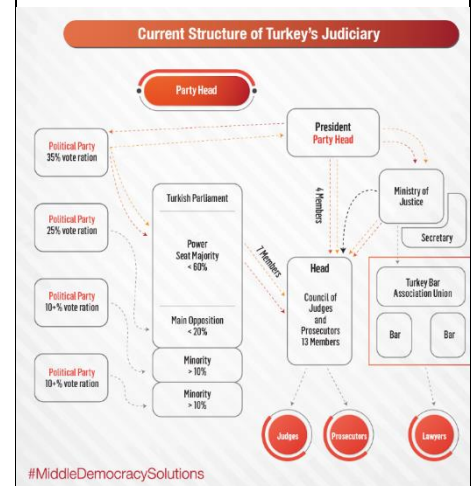 Current Structure of Turkey's Judiciary
Party Head
President
Party Head
Political Party
35% vote ration
Political Party
25% vote ration
Political Party
10+% vote ration
Political Party
10+% vote ration
Turkish Parliament
Power
Seat Majority
< 60%
Main Opposition
< 20%
Minority
> 10%
Minority
> 10%
4 Members
7 Members
Ministry of
Justice
Secretary
Head
Council of
Judges
and
Prosecutors
13 Members
Turkey Bar
Association Union
Bar
Bar
Judges
Prosecutors
Lawyers
#MiddleDemocracySolutions